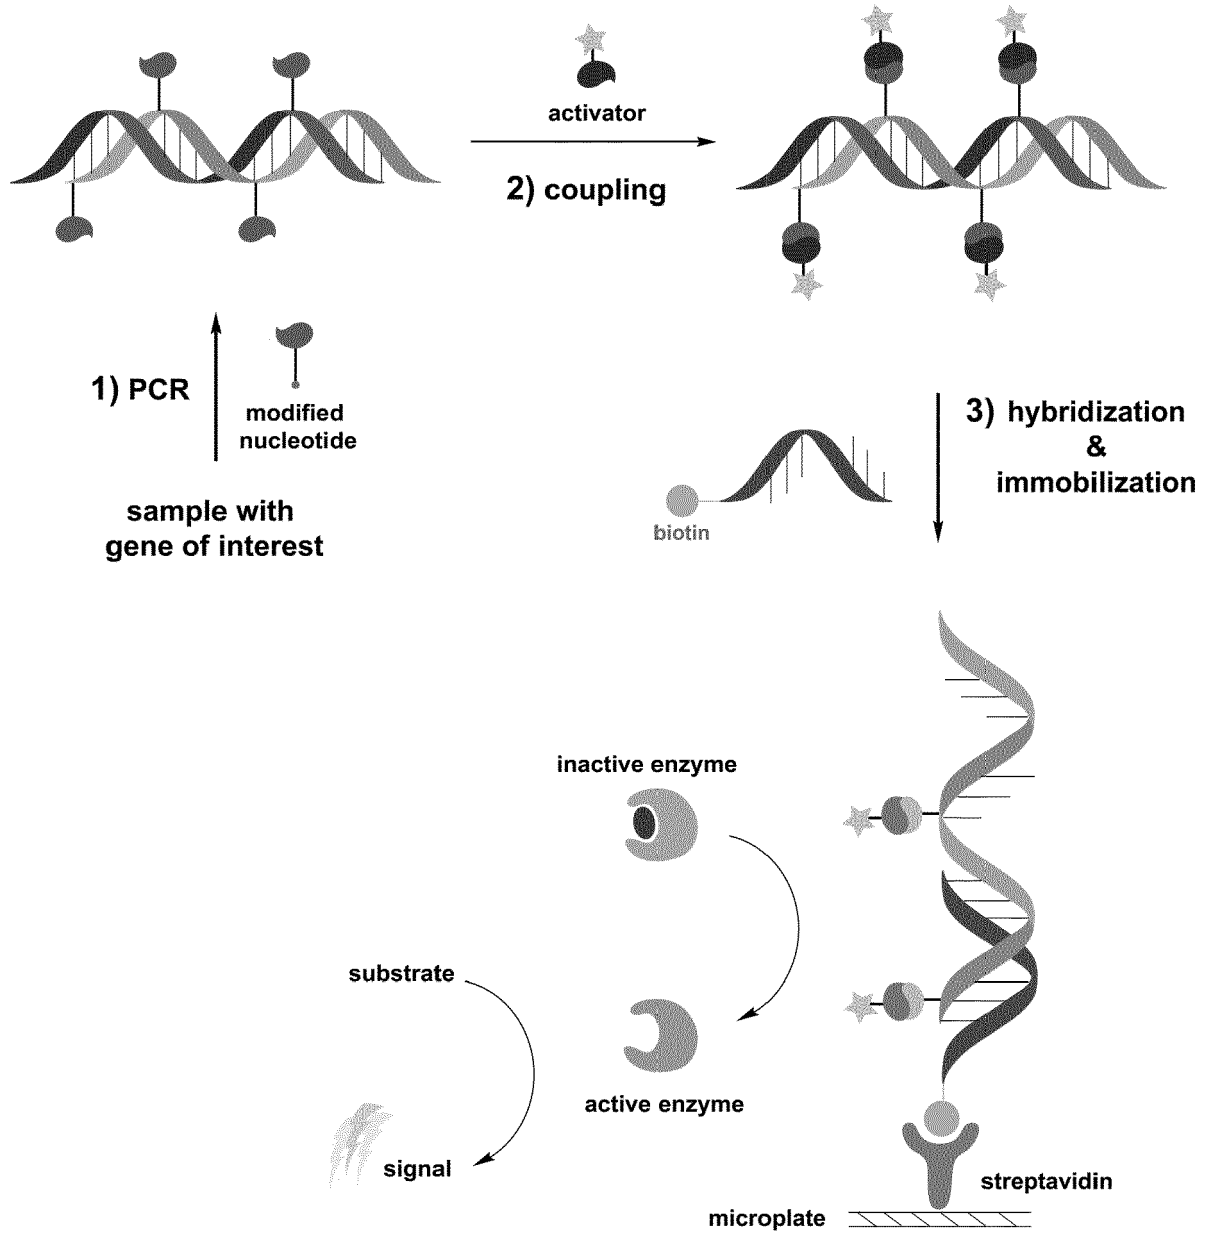 activator
2) coupling
1) PCR
modified
nucleotide
sample with
gene of interest
3) hybridization
&
immobilization
biotin
inactive enzyme
substrate
active enzyme
signal
streptavidin
microplate